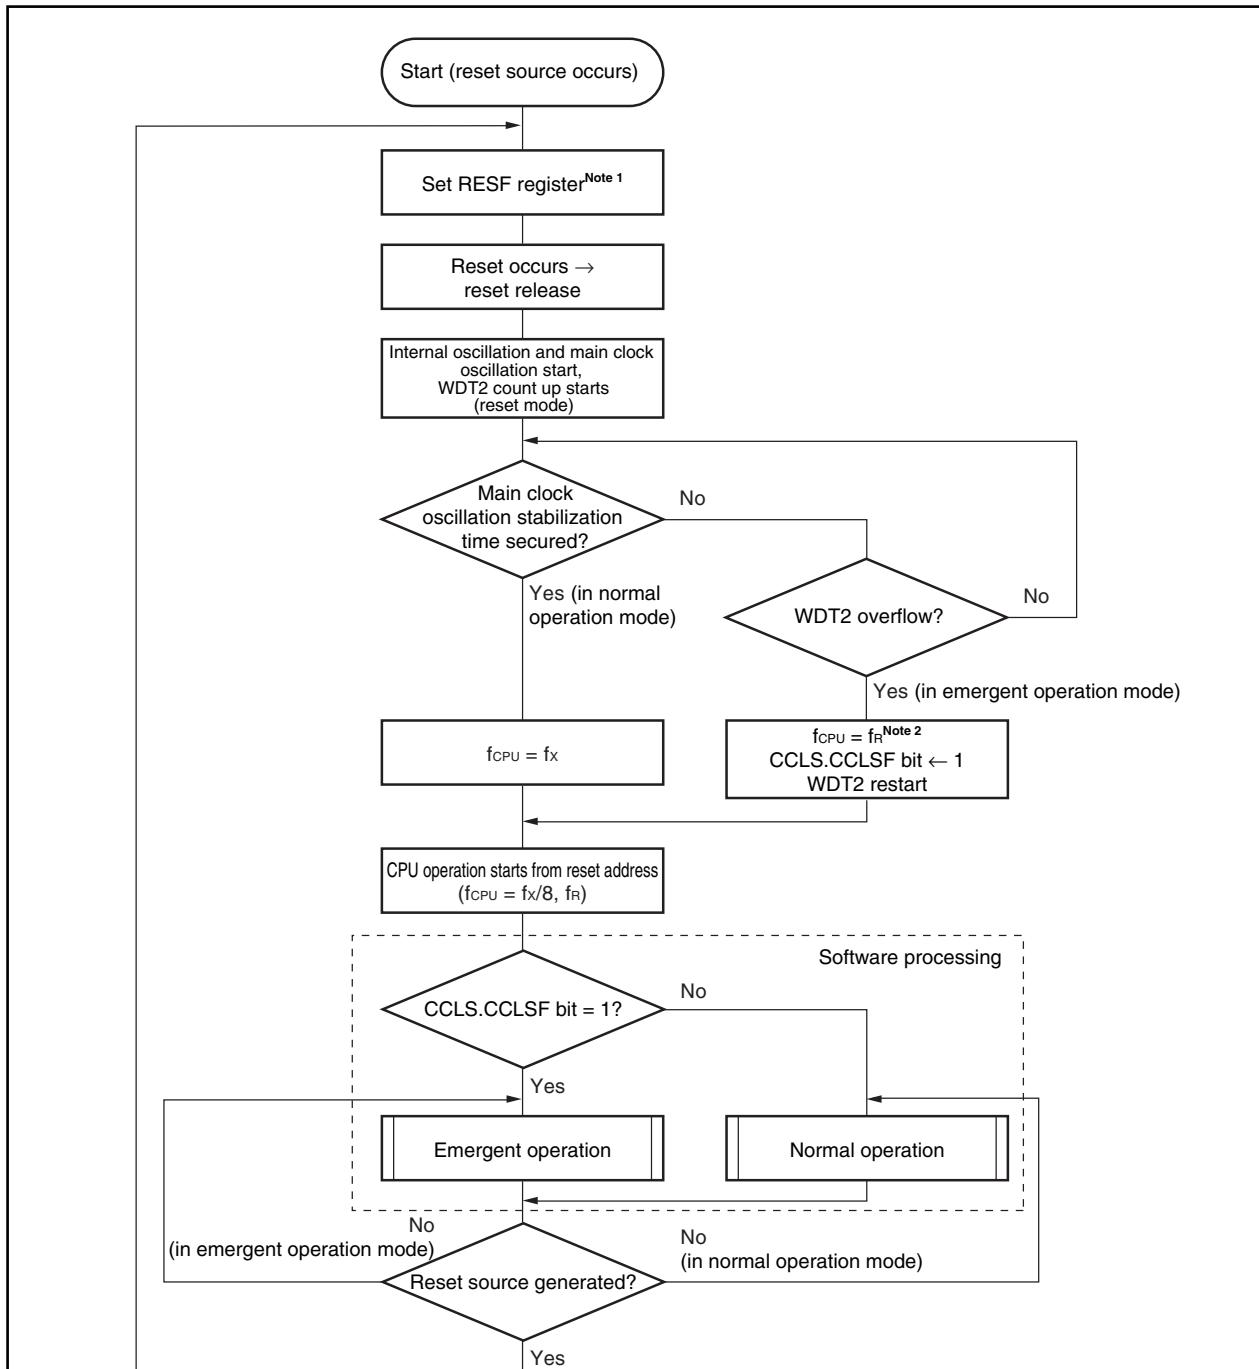 Start (reset source occurs)
Set RESF register Note 1
Reset occurs →
reset release
Internal oscillation and main clock
oscillation start,
WDT2 count up starts
(reset mode)
Main clock
oscillation stabilization
time secured?
No
Yes (in normal
operation mode)
WDT2 overflow?
No
Yes (in emergent operation mode)
fCPU = fX
fCPU = fR Note 2
CCLS.CCLSF bit ← 1
WDT2 restart
CPU operation starts from reset address
(fCPU = fX/8, fR)
Software processing
CCLS.CCLSF bit = 1?
No
Yes
Emergent operation
Normal operation
No
(in emergent operation mode)
No
(in normal operation mode)
Reset source generated?
Yes